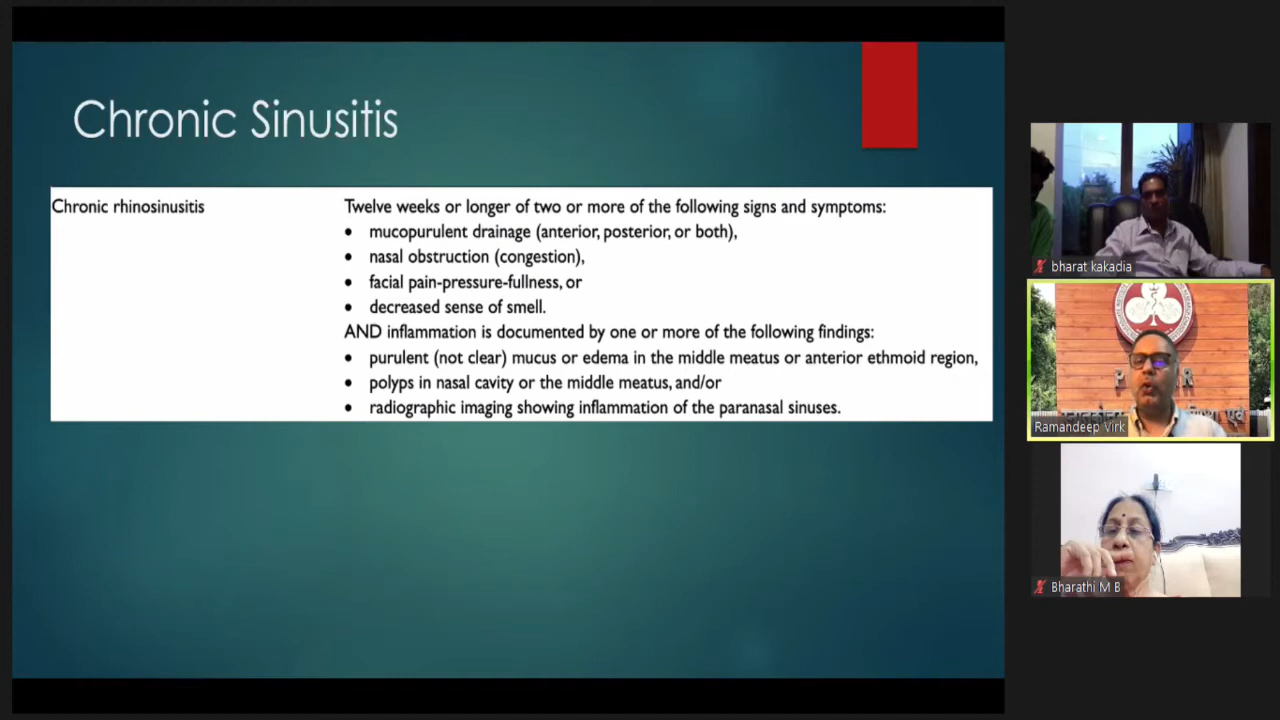 Chronic Sinusitis
Chronic rhinosinusitis
Twelve weeks or longer of two or more of the following signs and symptoms:
• mucopurulent drainage (anterior, posterior, or both),
• nasal obstruction (congestion),
• facial pain-pressure-fullness, or
• decreased sense of smell.
AND inflammation is documented by one or more of the following findings:
• purulent (not clear) mucus or edema in the middle meatus or anterior ethmoid region,
• polyps in nasal cavity or the middle meatus, and/or
• radiographic imaging showing inflammation of the paranasal sinuses.
bharat kakadia
Ramandeep Virk
Bharathi M B